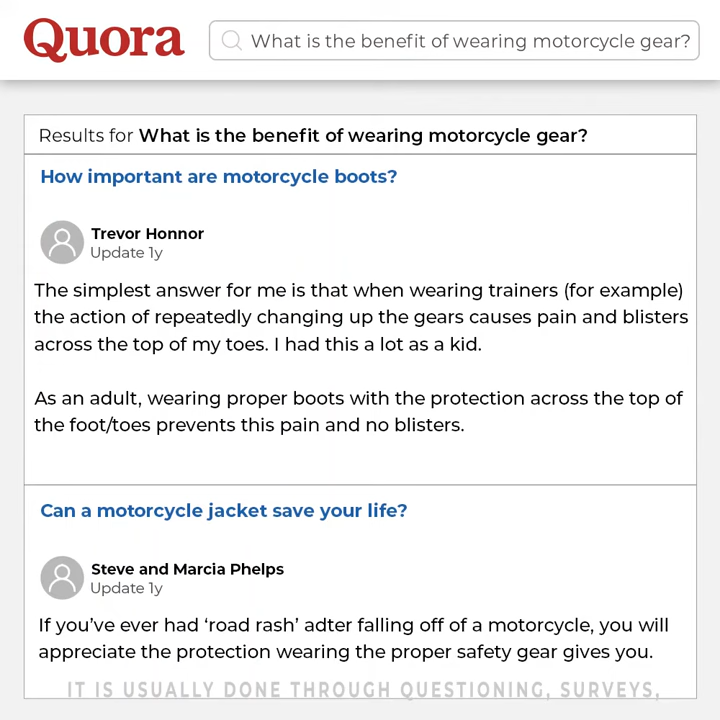 Quora
What is the benefit of wearing motorcycle gear?
Results for What is the benefit of wearing motorcycle gear?
How important are motorcycle boots?
Trevor Honnor
Update 1y
The simplest answer for me is that when wearing trainers (for example)
the action of repeatedly changing up the gears causes pain and blisters
across the top of my toes. I had this a lot as a kid.
As an adult, wearing proper boots with the protection across the top of
the foot/toes prevents this pain and no blisters.
Can a motorcycle jacket save your life?
Steve and Marcia Phelps
Update 1y
If you’ve ever had ‘road rash’ adter falling off of a motorcycle, you will
appreciate the protection wearing the proper safety gear gives you.
IT IS USUALLY DONE THROUGH QUESTIONING, SURVEYS,